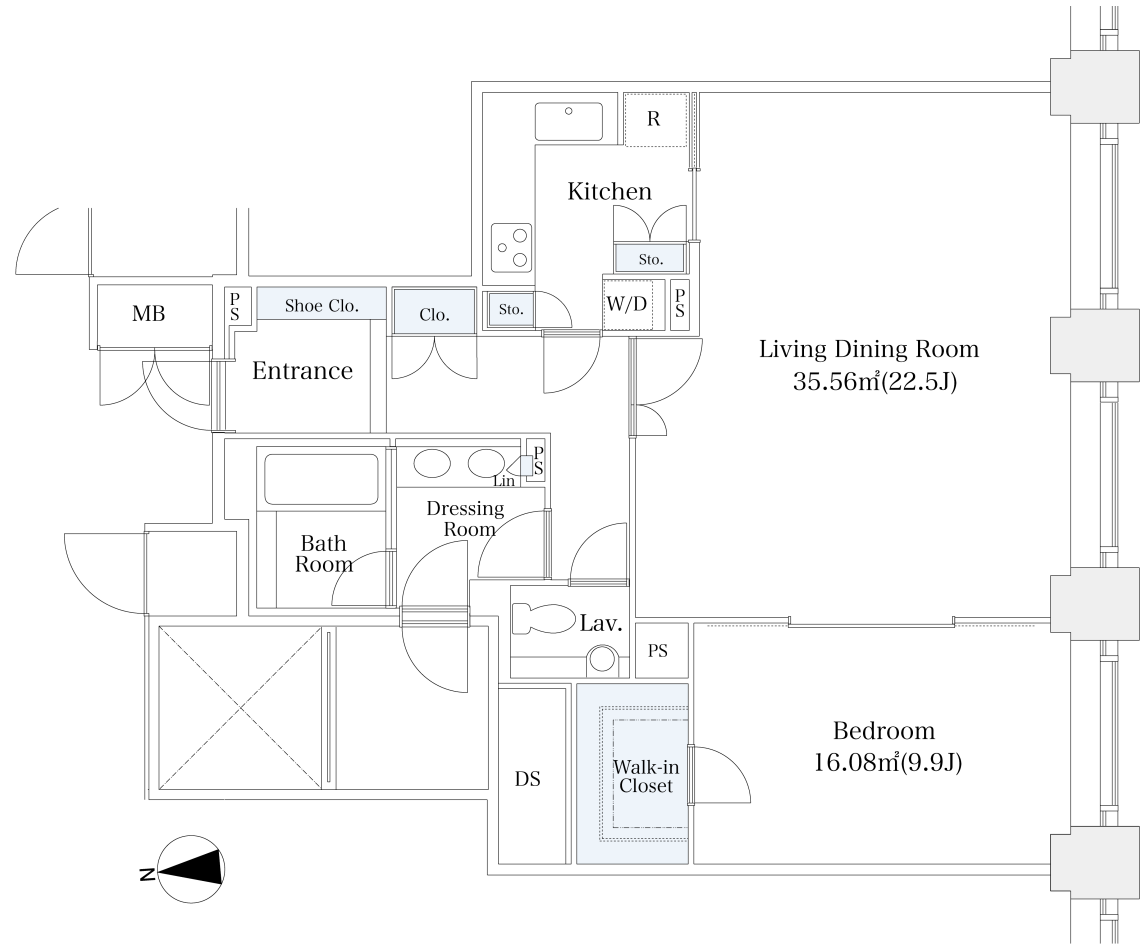 R
Kitchen
Sto.
P
S
Shoe Clo.
Clo.
Sto.
W/D
P
S
MB
Entrance
Living Dining Room
35.56㎡(22.5J)
P
S
Lin
Dressing
Room
Bath
Room
Lav.
PS
Bedroom
16.08㎡(9.9J)
Walk-in
Closet
DS
N